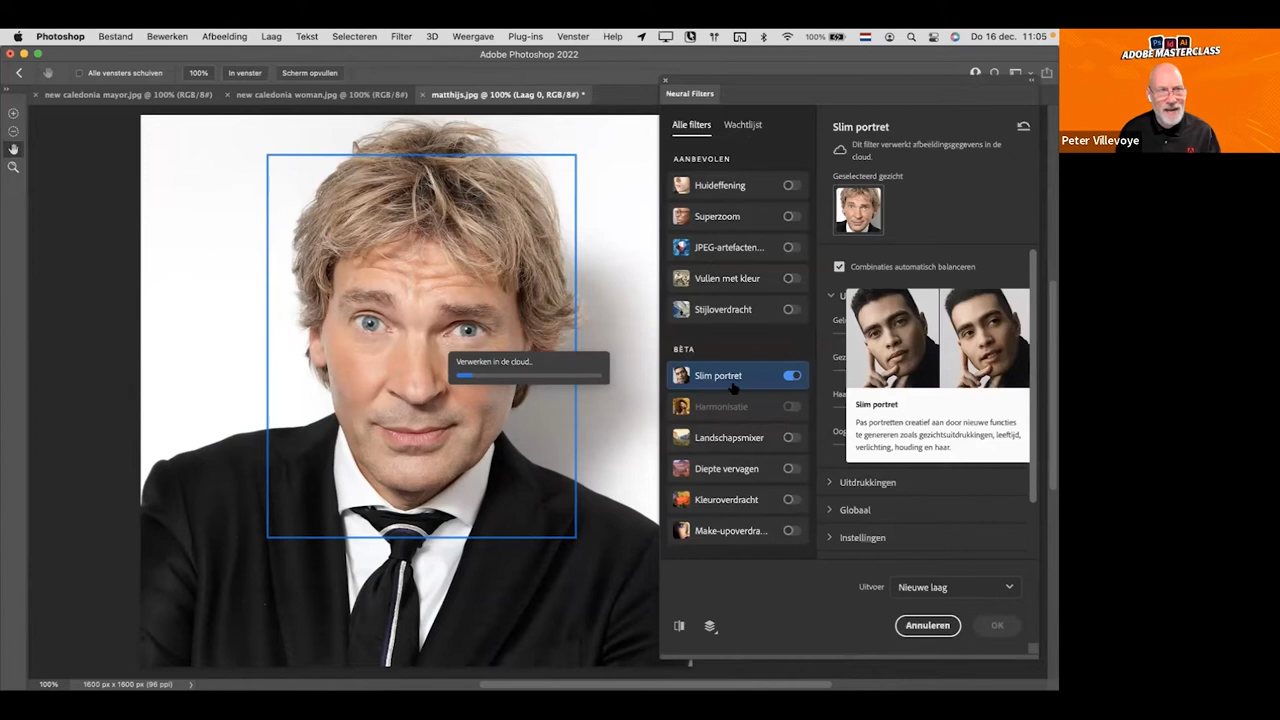 Photoshop Bestand Bewerken Afbeelding Laag Tekst Selecteren Filter 3D Weergave Plug-ins Venster Help 100% Do 16 dec. 11:05
Adobe Photoshop 2022
Alle vensters schuiven 100% In venster Scherm opvullen
new caledonia mayor.jpg @ 100% (RGB/8#) new caledonia woman.jpg @ 100% (RGB/8#) matthijs.jpg @ 100% (Laag 0, RGB/8#) *
Neural Filters
Alle filters Wachtlijst
AANBEVOLEN
Huideffening
Superzoom
JPEG-artefacten...
Vullen met kleur
Stijloverdracht
BÈTA
Slim portret
Harmonisatie
Landschapsmixer
Diepte vervagen
Kleuroverdracht
Make-upoverdra...
Slim portret
Dit filter verwerkt afbeeldingsgegevens in de
cloud.
Geselecteerd gezicht
Combinaties automatisch balanceren
Slim portret
Pas portretten creatief aan door nieuwe functies
te genereren zoals gezichtsuitdrukkingen, leeftijd,
verlichting, houding en haar.
Uitdrukkingen
Globaal
Instellingen
Uitvoer Nieuwe laag
Annuleren OK
Verwerken in de cloud...
100% 1600 px x 1600 px (96 ppi)
Ps Id Ai
ADOBE MASTERCLASS
Peter Villevoye